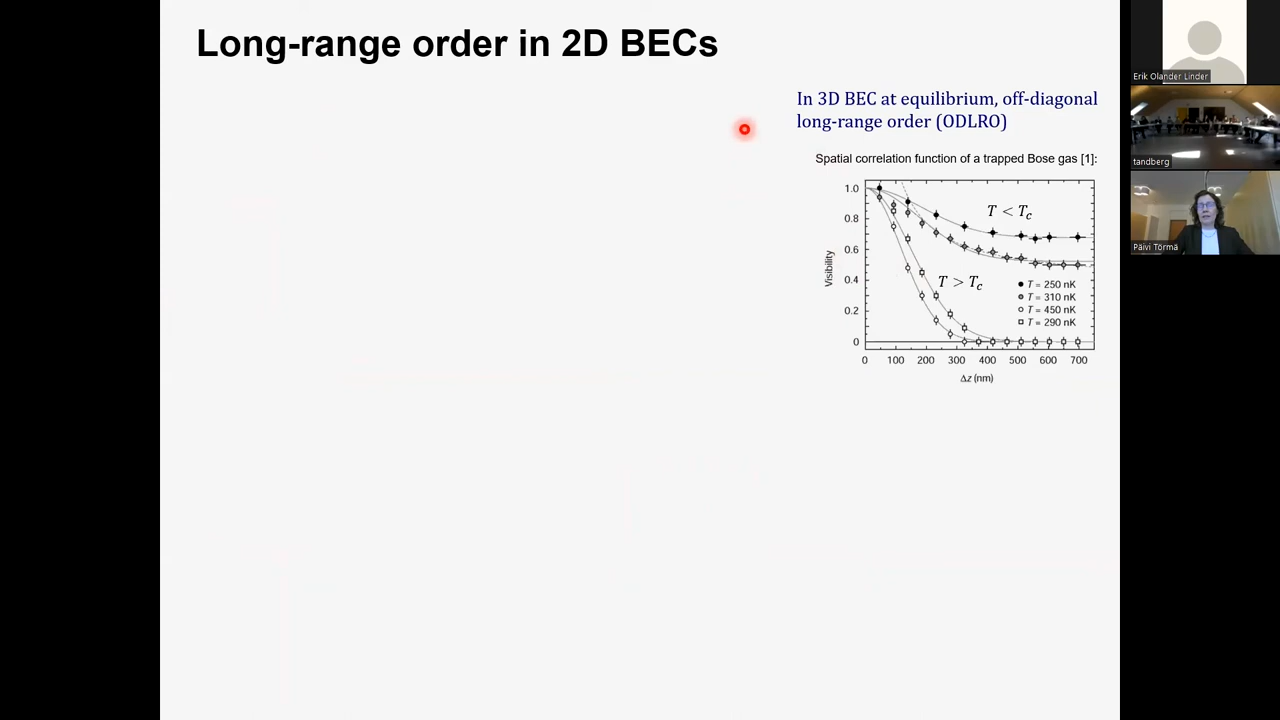 Long-range order in 2D BECs
In 3D BEC at equilibrium, off-diagonal
long-range order (ODLRO)
Spatial correlation function of a trapped Bose gas [1]:
1.0
0.8
0.6
0.4
0.2
0
Visibility
T < Tc
T > Tc
T = 250 nK
T = 310 nK
T = 450 nK
T = 290 nK
0 100 200 300 400 500 600 700
Δz (nm)
Erik Olander Linder
tandberg
Päivi Törmä